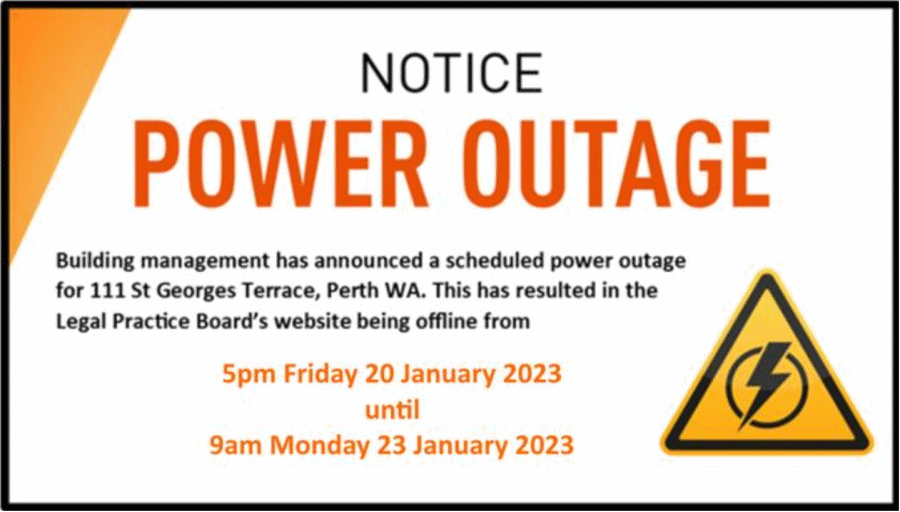 NOTICE
POWER OUTAGE
Building management has announced a scheduled power outage
for 111 St Georges Terrace, Perth WA. This has resulted in the
Legal Practice Board's website being offline from
5pm Friday 20 January 2023
until
9am Monday 23 January 2023